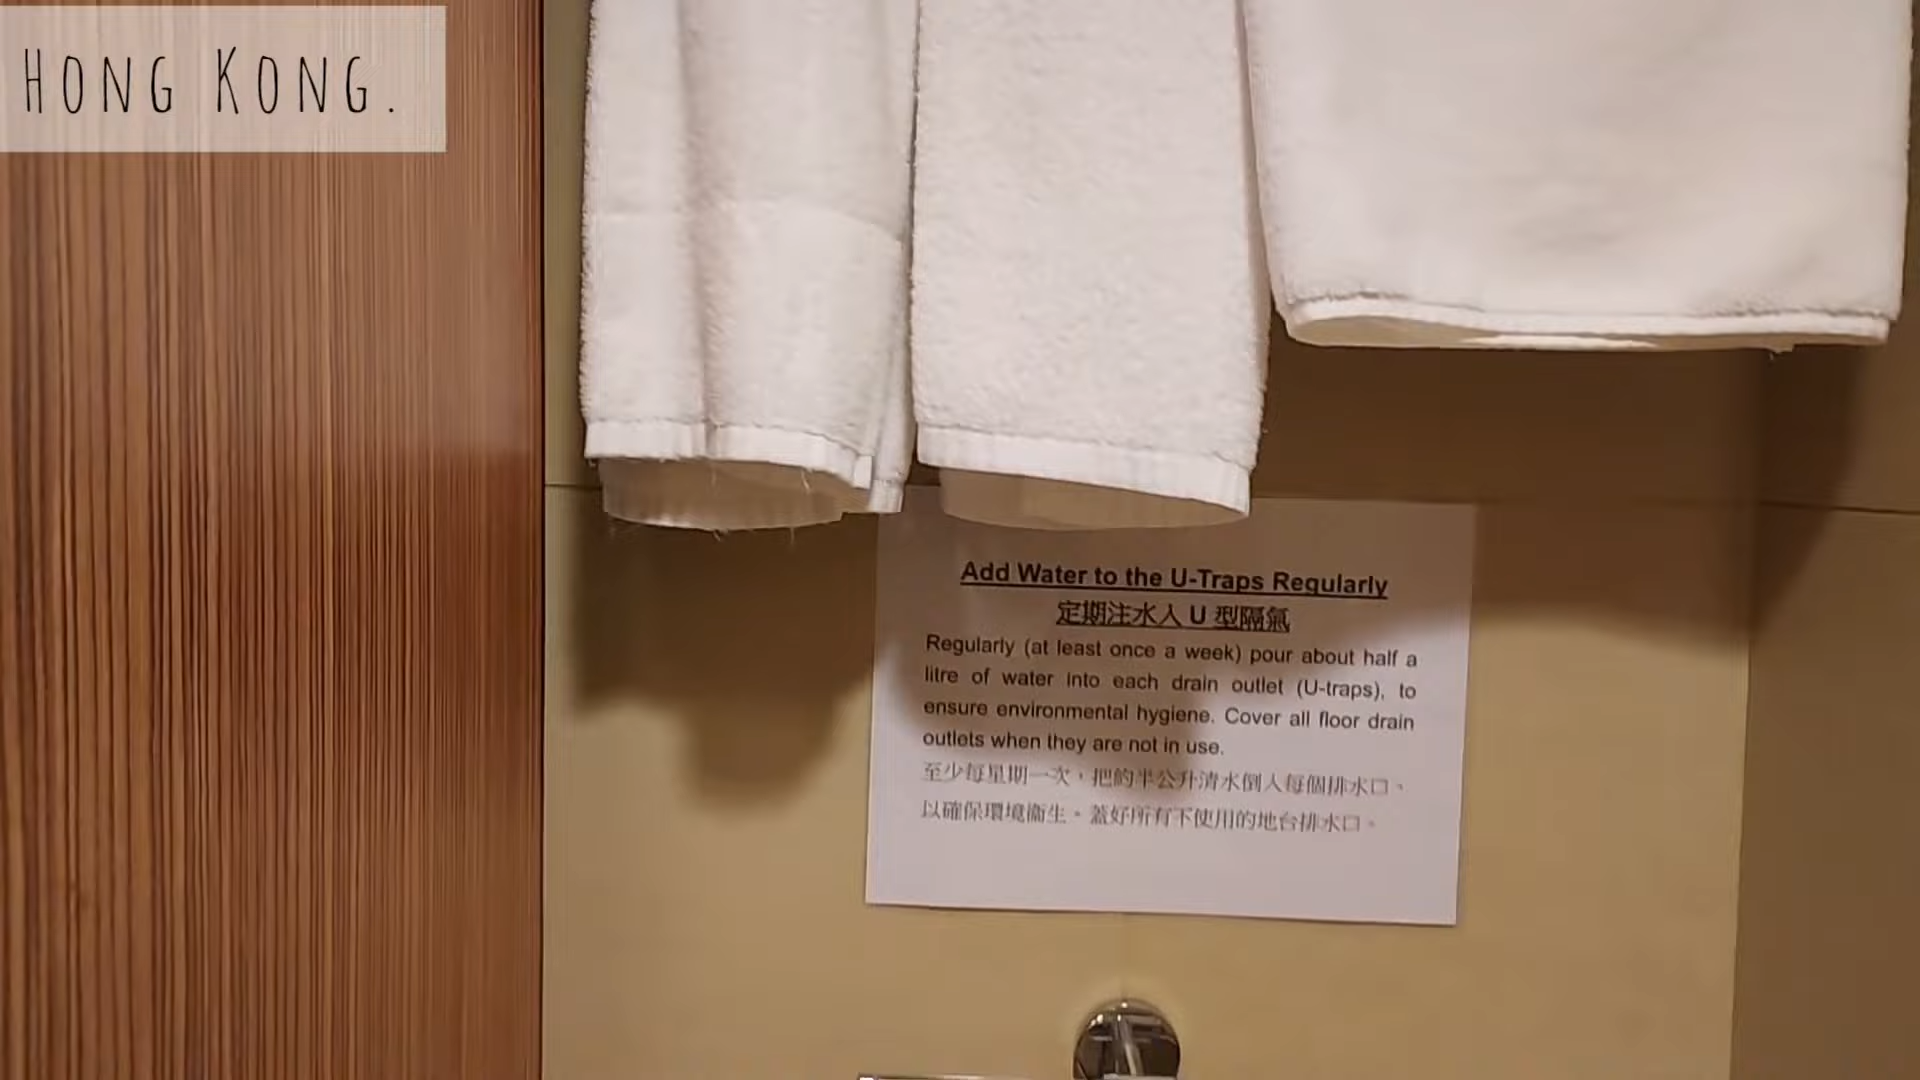 HONG KONG.
Add Water to the U-Traps Regularly
定期注水入 U 型隔氣
Regularly (at least once a week) pour about half a
litre of water into each drain outlet (U-traps), to
ensure environmental hygiene. Cover all floor drain
outlets when they are not in use.
至少每星期一次，把約半公升清水倒入每個排水口、
以確保環境衞生。蓋好所有不使用的地台排水口。